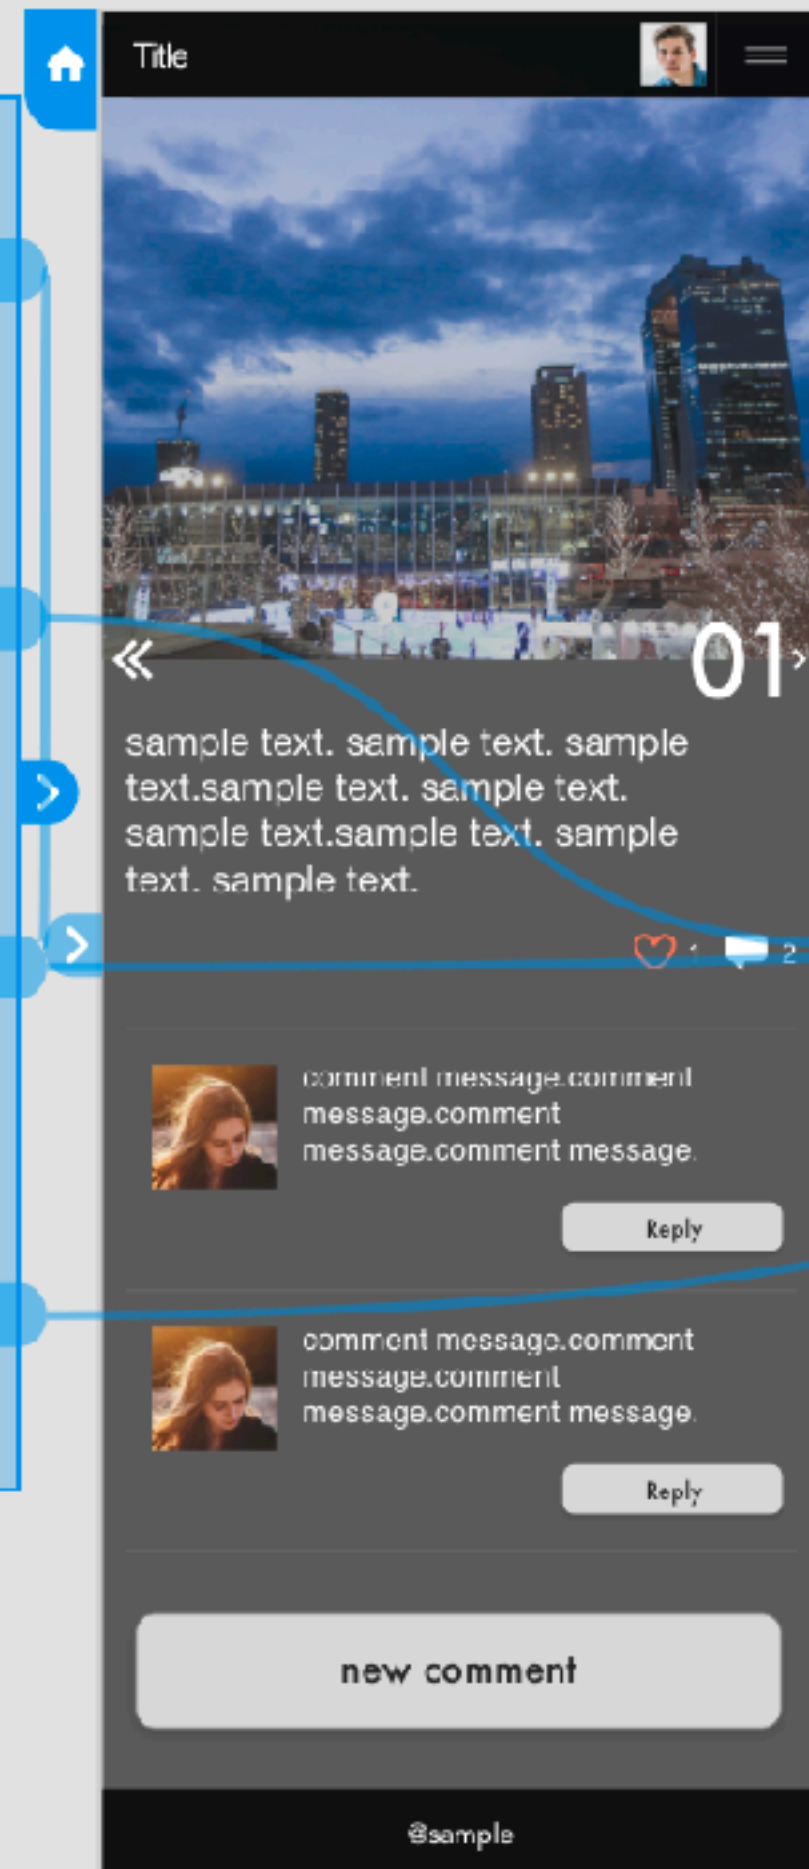 Title
01
sample text. sample text. sample
text.sample text. sample text.
sample text.sample text. sample
text. sample text.
1 2
comment message.comment
message.comment
message.comment message.
Reply
comment message.comment
message.comment
message.comment message.
Reply
new comment
@sample